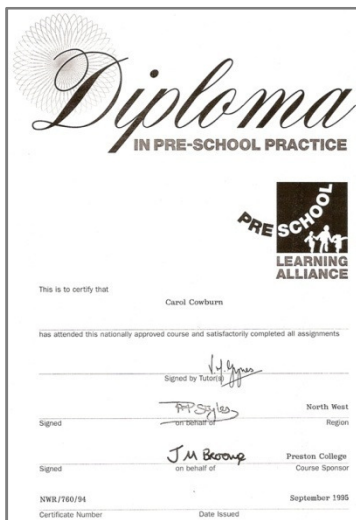 Diploma
IN PRE-SCHOOL PRACTICE
PRE SCHOOL
LEARNING
ALLIANCE
This is to certify that
Carol Cowburn
has attended this nationally approved course and satisfactorily completed all assignments
Signed by Tutor(s)
North West
Signed on behalf of Region
J M Broome Preston College
Signed on behalf of Course Sponsor
NWR/760/94 September 1995
Certificate Number Date Issued